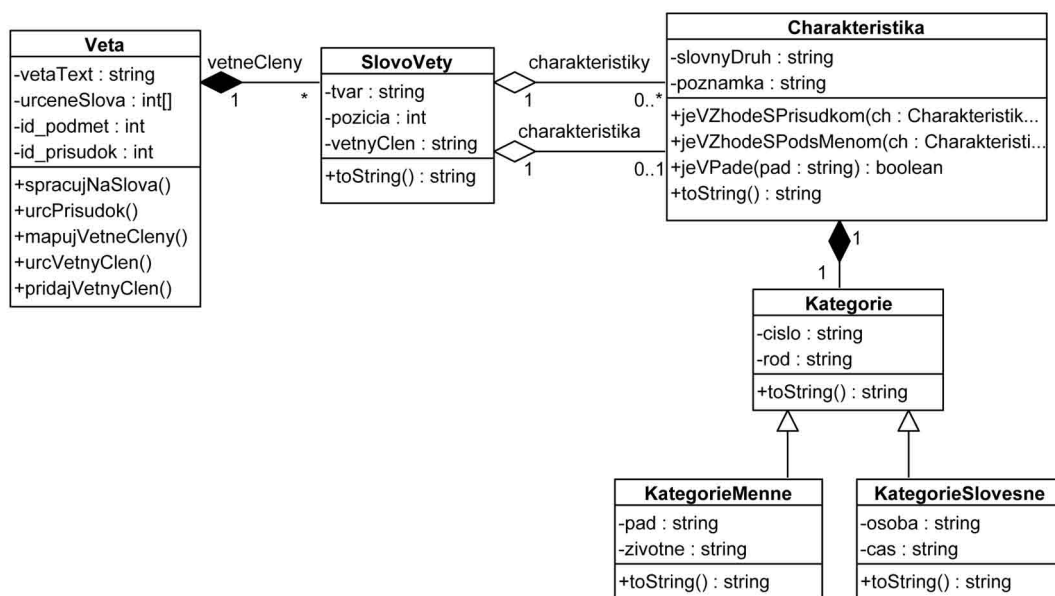 Veta
-vetaText : string
-urceneSlova : int[]
-id_podmet : int
-id_prisudok : int
+spracujNaSlova()
+urcPrisudok()
+mapujVetneCleny()
+urcVetnyClen()
+pridajVetnyClen()
vetneCleny
1
*
SlovoVety
-tvar : string
-pozicia : int
-vetnyClen : string
+toString() : string
charakteristiky
1
0..*
charakteristika
1
0..1
Charakteristika
-slovnyDruh : string
-poznamka : string
+jeVZhodeSPrisudkom(ch : Charakteristik...
+jeVZhodeSPodsMenom(ch : Charakteristi...
+jeVPade(pad : string) : boolean
+toString() : string
1
1
Kategorie
-cislo : string
-rod : string
+toString() : string
KategorieMenne
-pad : string
-zivotne : string
+toString() : string
KategorieSlovesne
-osoba : string
-cas : string
+toString() : string